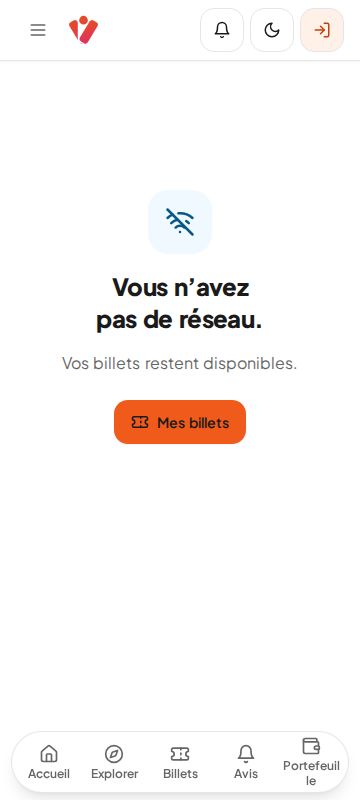 Vous n’avez
pas de réseau.
Vos billets restent disponibles.
Mes billets
Accueil
Explorer
Billets
Avis
Portefeuil
le